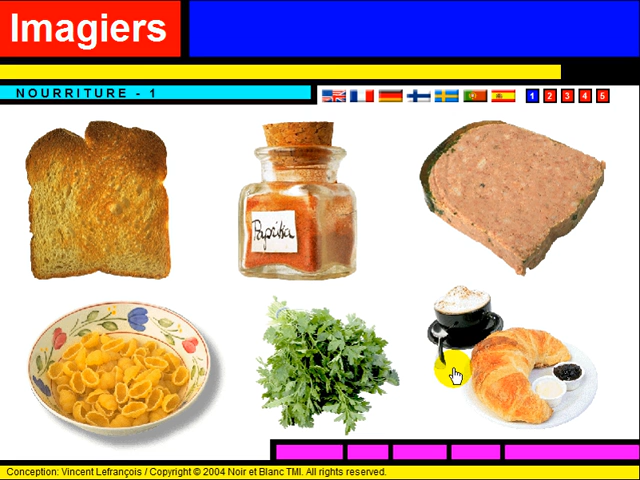 Imagiers
NOURRITURE - 1
1 2 3 4 5
Paprika
Conception: Vincent Lefrançois / Copyright © 2004 Noir et Blanc TMI. All rights reserved.